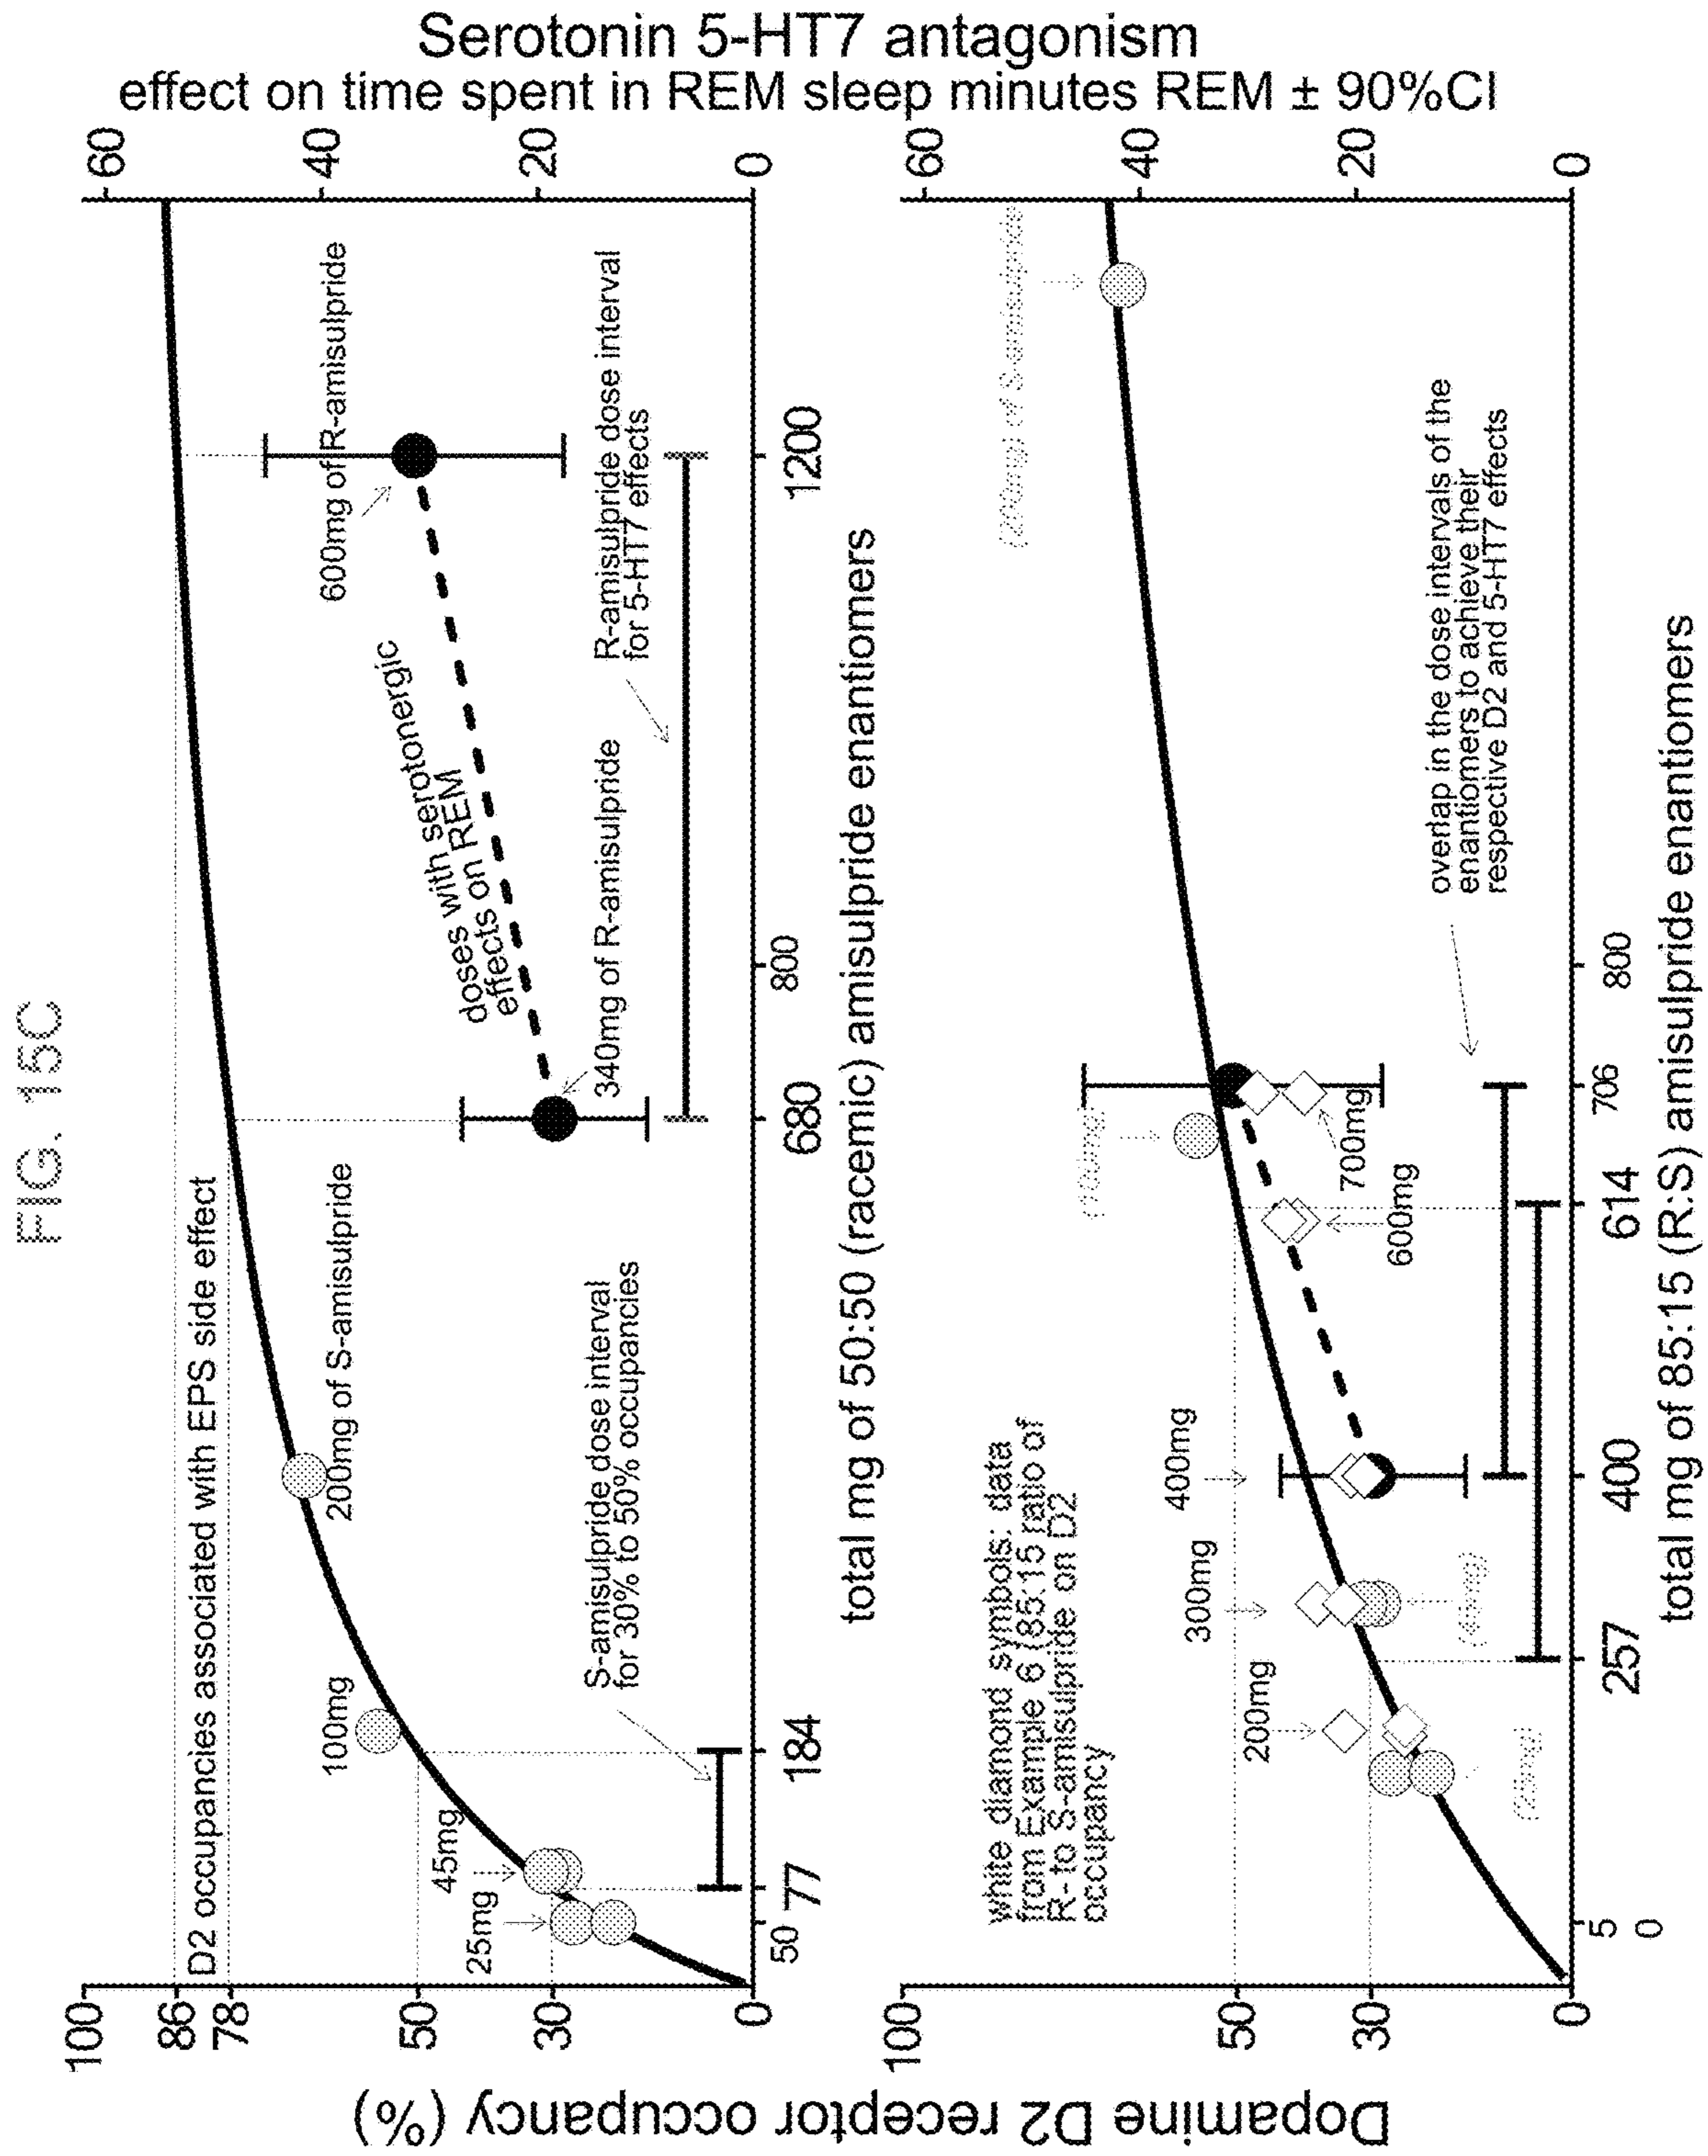 FIG. 15C
Dopamine D2 receptor occupancy (%)
Serotonin 5-HT7 antagonism
effect on time spent in REM sleep minutes REM ± 90%CI
100
86
78
50
30
0
60
40
20
0
D2 occupancies associated with EPS side effect
25mg
45mg
100mg
200mg of S-amisulpride
S-amisulpride dose interval
for 30% to 50% occupancies
doses with serotonergic
effects on REM
340mg of R-amisulpride
600mg of R-amisulpride
R-amisulpride dose interval
for 5-HT7 effects
50
77
184
680
800
1200
total mg of 50:50 (racemic) amisulpride enantiomers
100
50
30
0
60
40
20
0
white diamond symbols: data
from Example 6 (85:15 ratio of
R- to S-amisulpride on D2
occupancy
200mg
300mg
400mg
600mg
700mg
(25mg)
(45mg)
(100mg)
(200mg of S-amisulpride)
overlap in the dose intervals of the
enantiomers to achieve their
respective D2 and 5-HT7 effects
5
0
257
400
614
706
800
total mg of 85:15 (R:S) amisulpride enantiomers